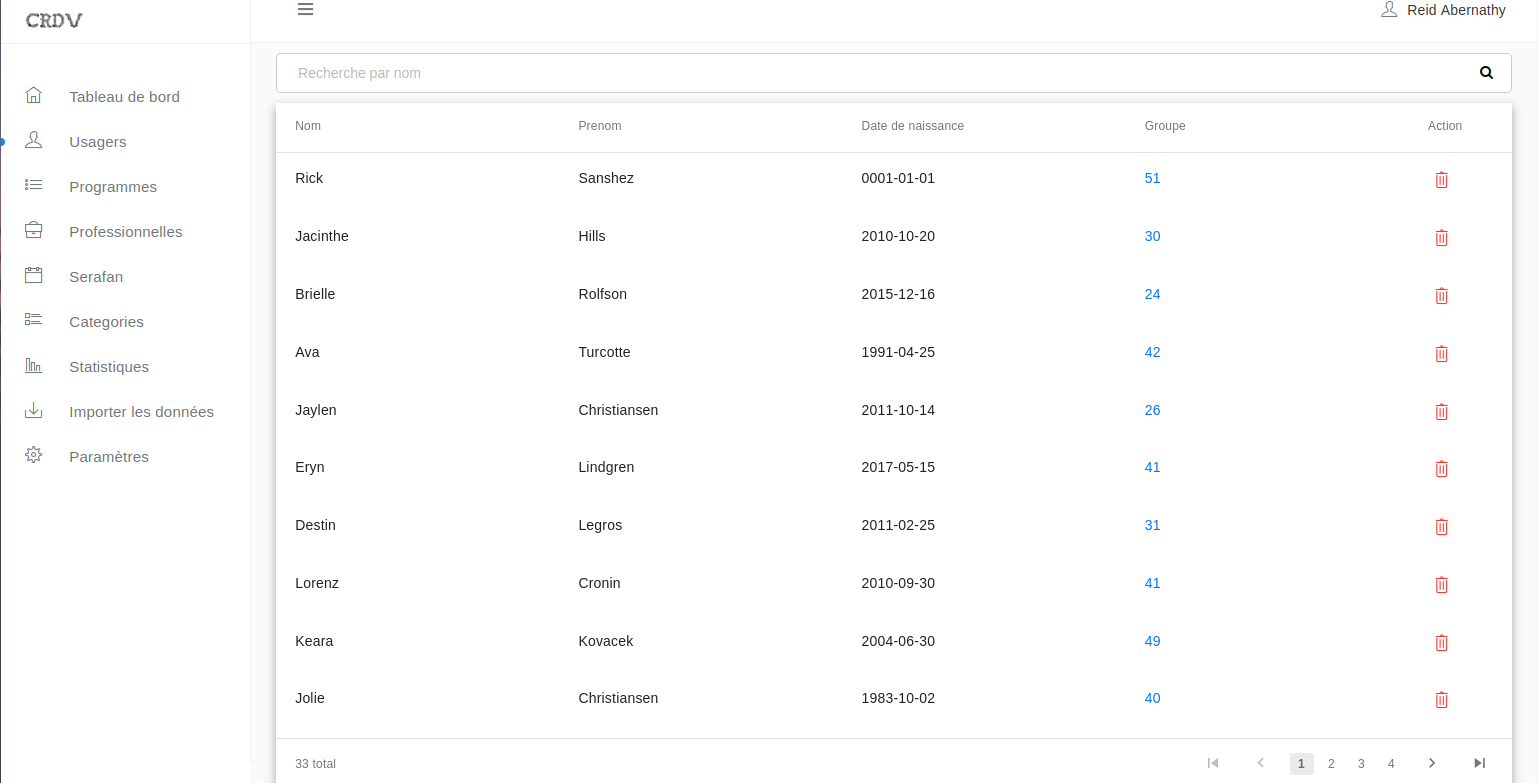 CRDV
Reid Abernathy
Tableau de bord
Usagers
Programmes
Professionnelles
Serafan
Categories
Statistiques
Importer les données
Paramètres
Recherche par nom
Nom Prenom Date de naissance Groupe Action
Rick Sanshez 0001-01-01 51
Jacinthe Hills 2010-10-20 30
Brielle Rolfson 2015-12-16 24
Ava Turcotte 1991-04-25 42
Jaylen Christiansen 2011-10-14 26
Eryn Lindgren 2017-05-15 41
Destin Legros 2011-02-25 31
Lorenz Cronin 2010-09-30 41
Keara Kovacek 2004-06-30 49
Jolie Christiansen 1983-10-02 40
33 total 1 2 3 4